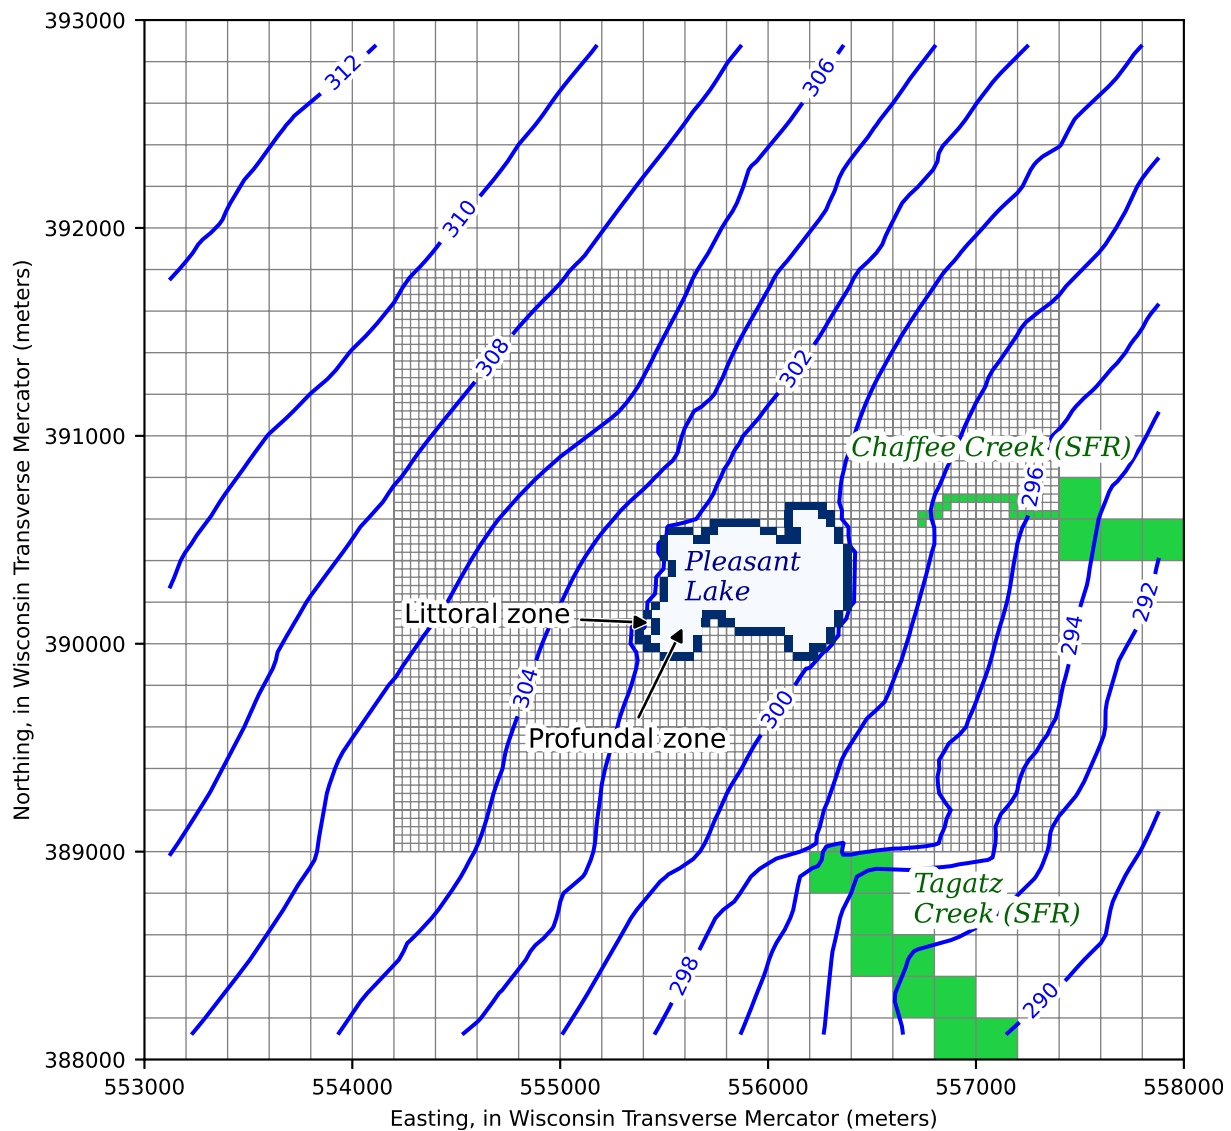 393000
312
306
392000
310
308
302
391000
Chaffee Creek (SFR)
296
Pleasant
Lake
Littoral zone
292
294
390000
304
300
Profundal zone
389000
Tagatz
Creek (SFR)
298
290
388000
553000 554000 555000 556000 557000 558000
Easting, in Wisconsin Transverse Mercator (meters)
Northing, in Wisconsin Transverse Mercator (meters)